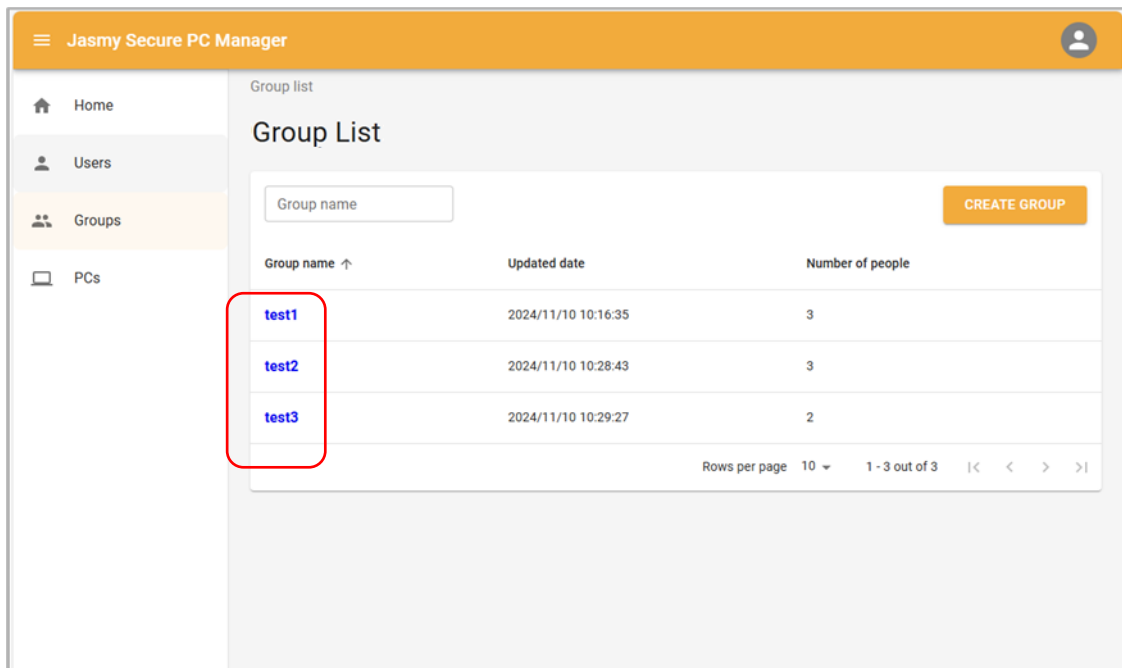 Jasmy Secure PC Manager
Home
Users
Groups
PCs
Group list
Group List
Group name
CREATE GROUP
Group name Updated date Number of people
test1 2024/11/10 10:16:35 3
test2 2024/11/10 10:28:43 3
test3 2024/11/10 10:29:27 2
Rows per page 10 1 - 3 out of 3